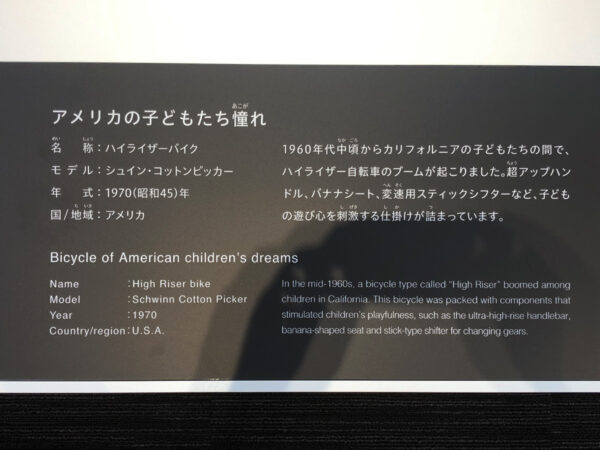 アメリカの子どもたち憧れ
名称：ハイライザーバイク
モデル：シュイン・コットンピッカー
年式：1970(昭和45)年
国/地域：アメリカ
1960年代中頃からカリフォルニアの子どもたちの間で、
ハイライザー自転車のブームが起こりました。超アップハン
ドル、バナナシート、変速用スティックシフターなど、子ども
の遊び心を刺激する仕掛けが詰まっています。
Bicycle of American children's dreams
Name :High Riser bike
Model :Schwinn Cotton Picker
Year :1970
Country/region:U.S.A.
In the mid-1960s, a bicycle type called “High Riser” boomed among
children in California. This bicycle was packed with components that
stimulated children's playfulness, such as the ultra-high-rise handlebar,
banana-shaped seat and stick-type shifter for changing gears.